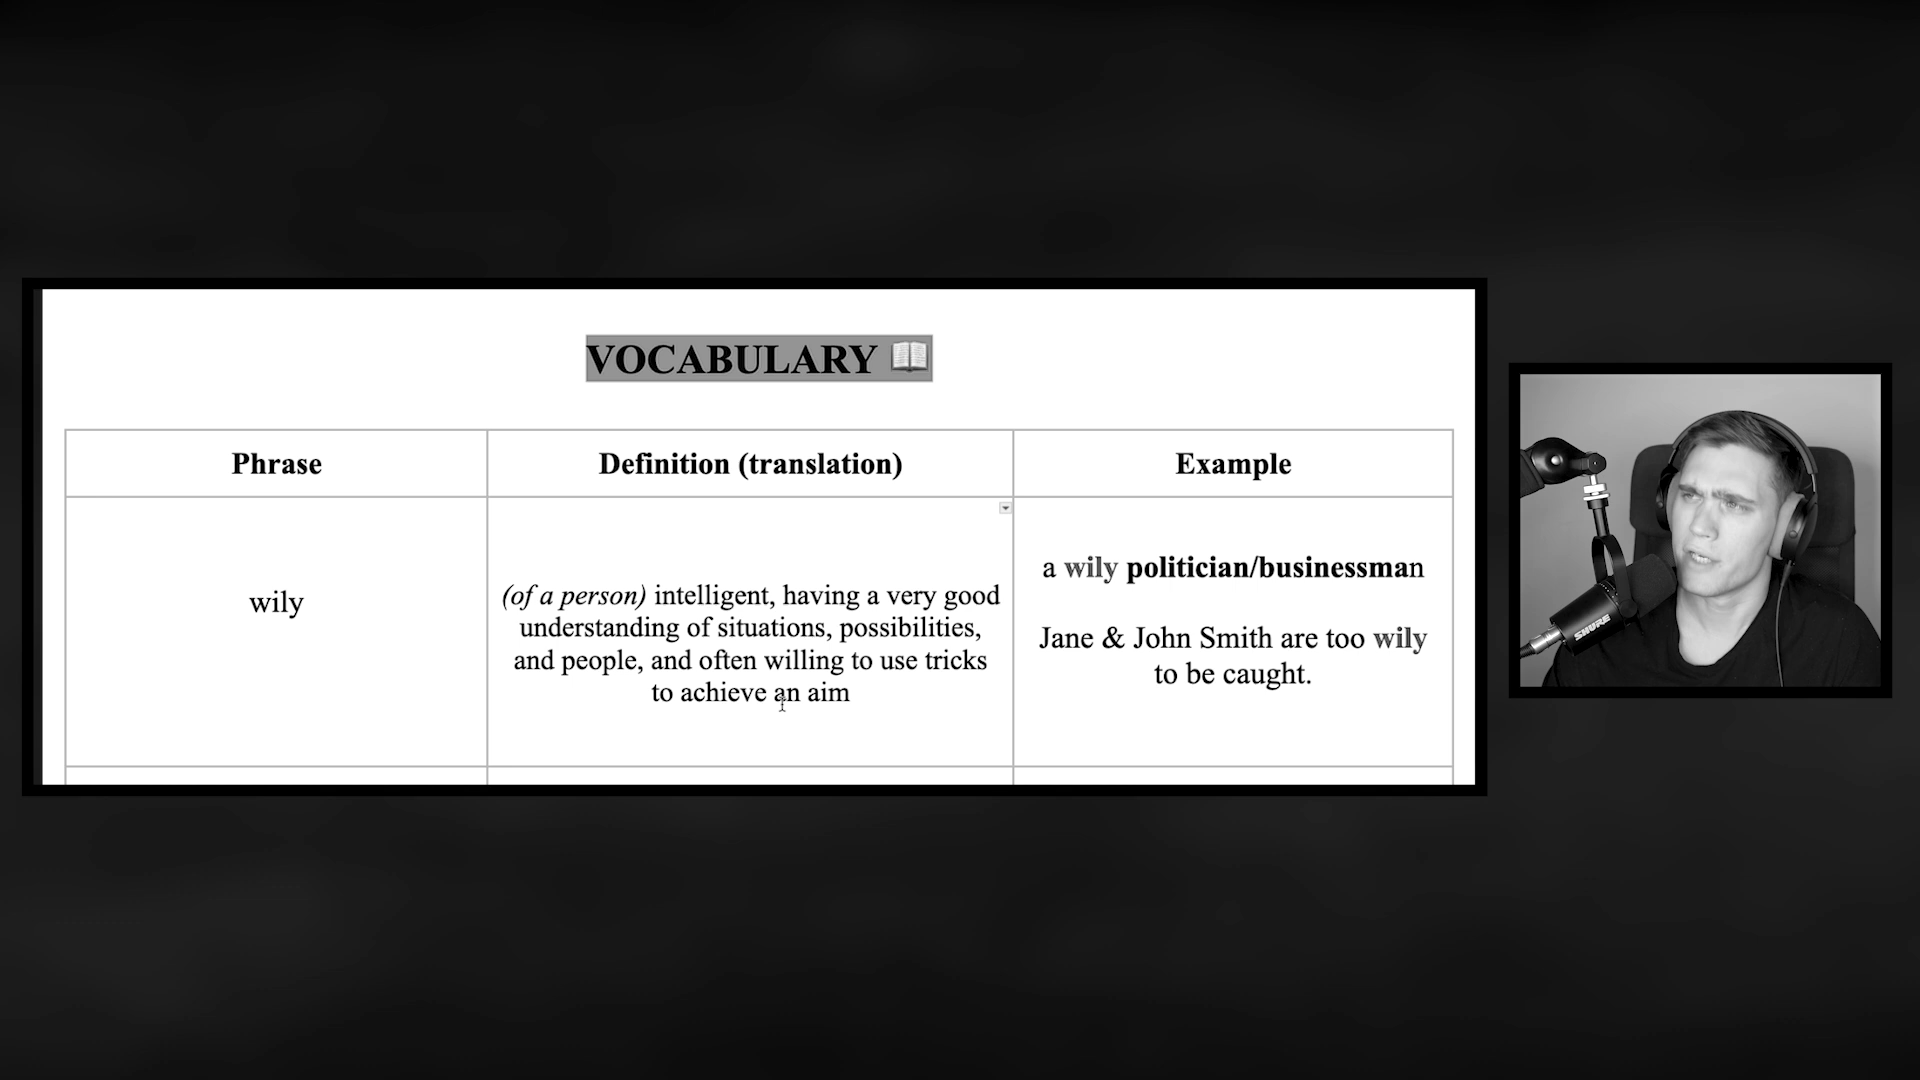 VOCABULARY
Phrase
Definition (translation)
Example
wily
(of a person) intelligent, having a very good
understanding of situations, possibilities,
and people, and often willing to use tricks
to achieve an aim
a wily politician/businessman
Jane & John Smith are too wily
to be caught.
SHURE